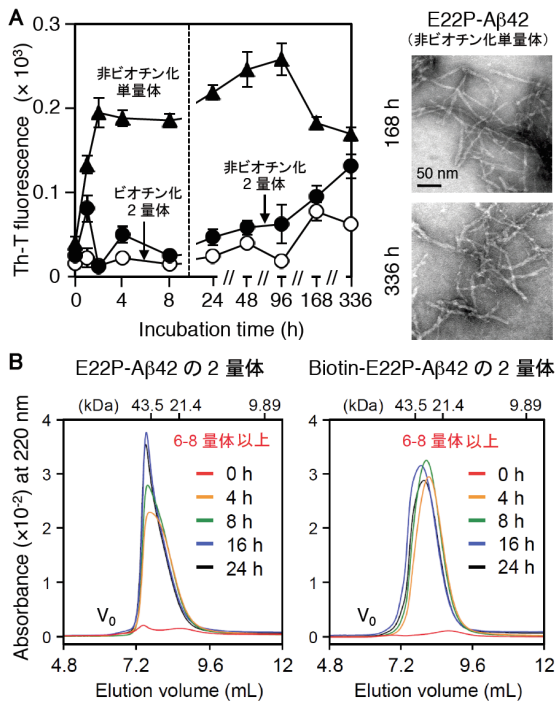 A
E22P-Aβ42
(非ビオチン化単量体)
Th-T fluorescence (× 10³)
0.3
0.2
0.1
0
非ビオチン化
単量体
ビオチン化
2 量体
非ビオチン化
2 量体
0 4 8 24 // 48 // 96 // 168 // 336
Incubation time (h)
168 h
50 nm
336 h
B
E22P-Aβ42 の 2 量体
Biotin-E22P-Aβ42 の 2 量体
(kDa) 43.5 21.4 9.89
(kDa) 43.5 21.4 9.89
Absorbance (×10⁻²) at 220 nm
4
3
2
1
0
6-8 量体以上
0 h
4 h
8 h
16 h
24 h
V₀
4.8 7.2 9.6 12
Elution volume (mL)
4
3
2
1
0
6-8 量体以上
0 h
4 h
8 h
16 h
24 h
V₀
4.8 7.2 9.6 12
Elution volume (mL)